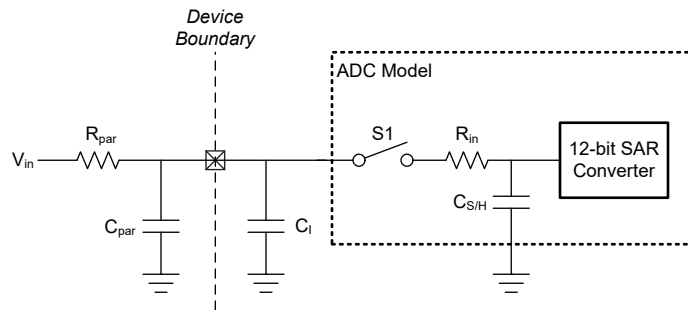 Device
Boundary
ADC Model
R_par
S1
R_in
V_in
12-bit SAR
Converter
C_S/H
C_par
C_I